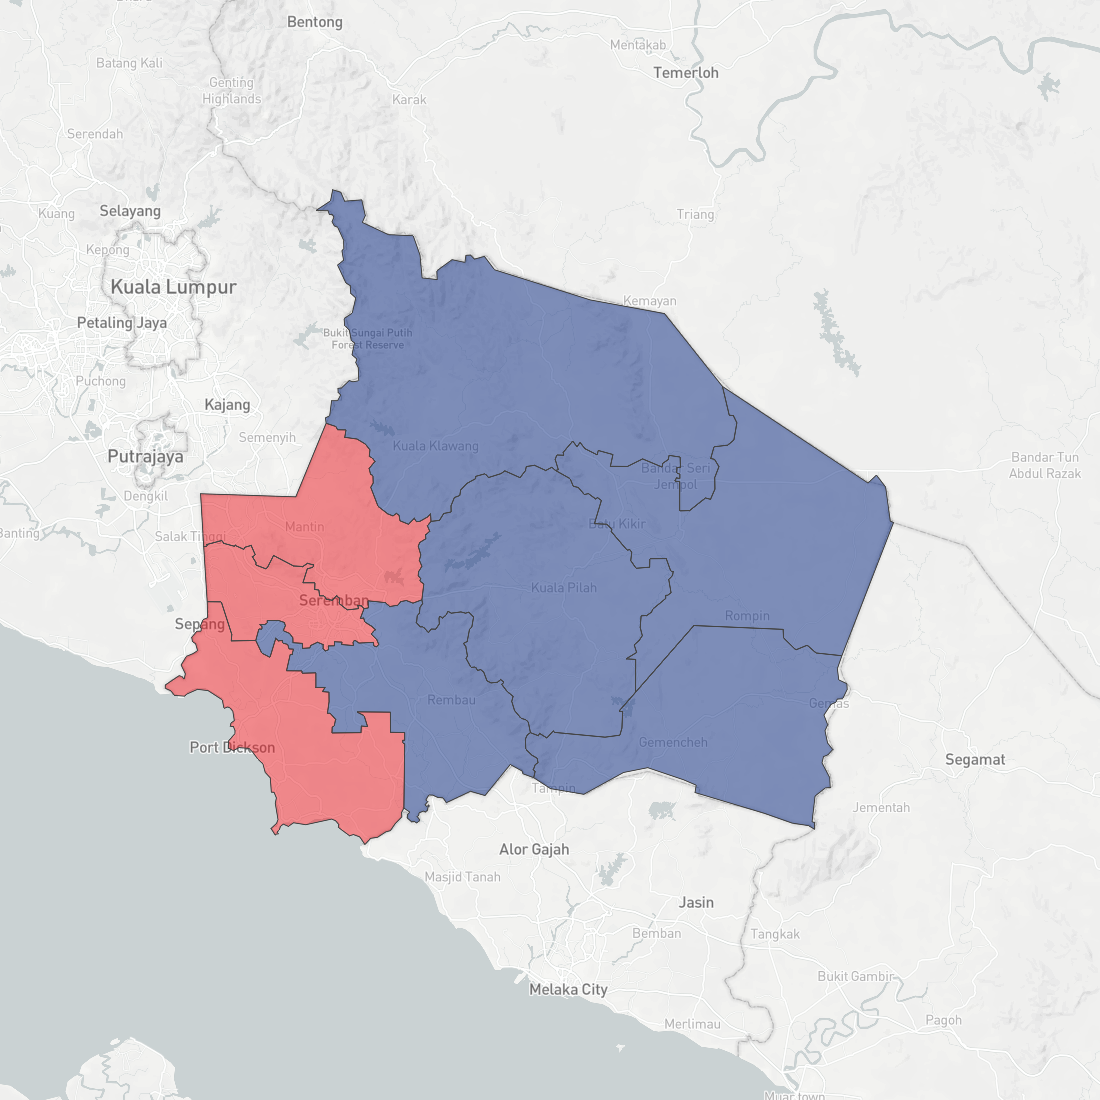 Bentong
Mentakab
Batang Kali
Temerloh
Genting
Highlands
Karak
Serendah
Selayang
Kuang
Triang
Kepong
Kuala Lumpur
Kemayan
Petaling Jaya
Bukit Sungai Putih
Forest Reserve
Puchong
Kajang
Semenyih
Kuala Klawang
Putrajaya
Bandar Tun
Abdul Razak
Bandar Seri
Jempol
Dengkil
Mantin
Batu Kikir
Banting
Salak Tinggi
Kuala Pilah
Seremban
Rompin
Sepang
Rembau
Gemas
Port Dickson
Gemencheh
Segamat
Tampin
Jementah
Alor Gajah
Masjid Tanah
Jasin
Bemban
Tangkak
Bukit Gambir
Melaka City
Merlimau
Pagoh
Muar town